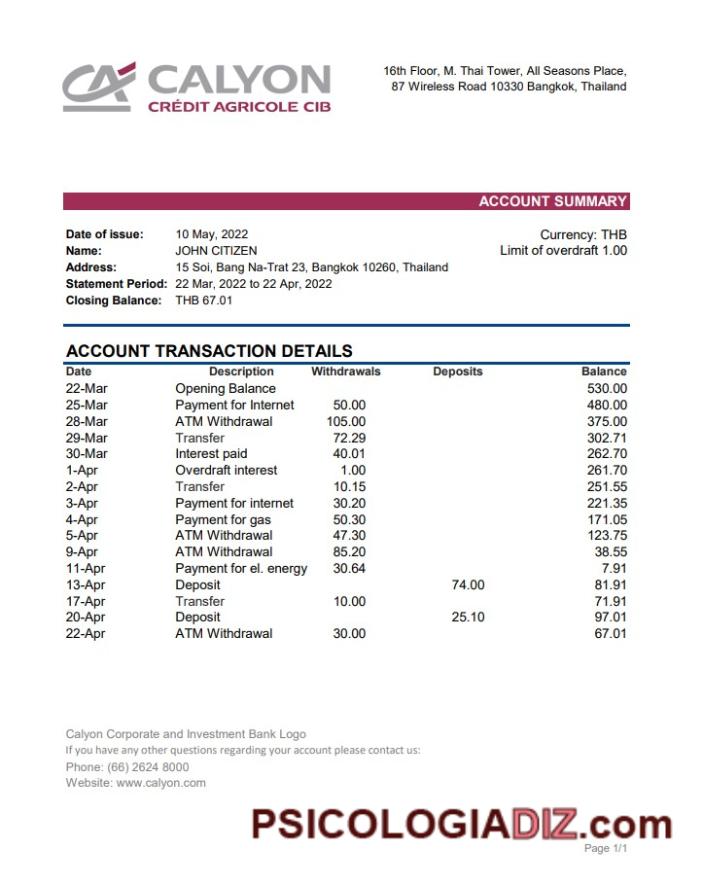 CALYON
CRÉDIT AGRICOLE CIB
16th Floor, M. Thai Tower, All Seasons Place,
87 Wireless Road 10330 Bangkok, Thailand
ACCOUNT SUMMARY
Date of issue: 10 May, 2022 Currency: THB
Name: JOHN CITIZEN Limit of overdraft 1.00
Address: 15 Soi, Bang Na-Trat 23, Bangkok 10260, Thailand
Statement Period: 22 Mar, 2022 to 22 Apr, 2022
Closing Balance: THB 67.01
ACCOUNT TRANSACTION DETAILS
Date Description Withdrawals Deposits Balance
22-Mar Opening Balance 530.00
25-Mar Payment for Internet 50.00 480.00
28-Mar ATM Withdrawal 105.00 375.00
29-Mar Transfer 72.29 302.71
30-Mar Interest paid 40.01 262.70
1-Apr Overdraft interest 1.00 261.70
2-Apr Transfer 10.15 251.55
3-Apr Payment for internet 30.20 221.35
4-Apr Payment for gas 50.30 171.05
5-Apr ATM Withdrawal 47.30 123.75
9-Apr ATM Withdrawal 85.20 38.55
11-Apr Payment for el. energy 30.64 7.91
13-Apr Deposit 74.00 81.91
17-Apr Transfer 10.00 71.91
20-Apr Deposit 25.10 97.01
22-Apr ATM Withdrawal 30.00 67.01
Calyon Corporate and Investment Bank Logo
If you have any other questions regarding your account please contact us:
Phone: (66) 2624 8000
Website: www.calyon.com
PSICOLOGIADIZ.com
Page 1/1